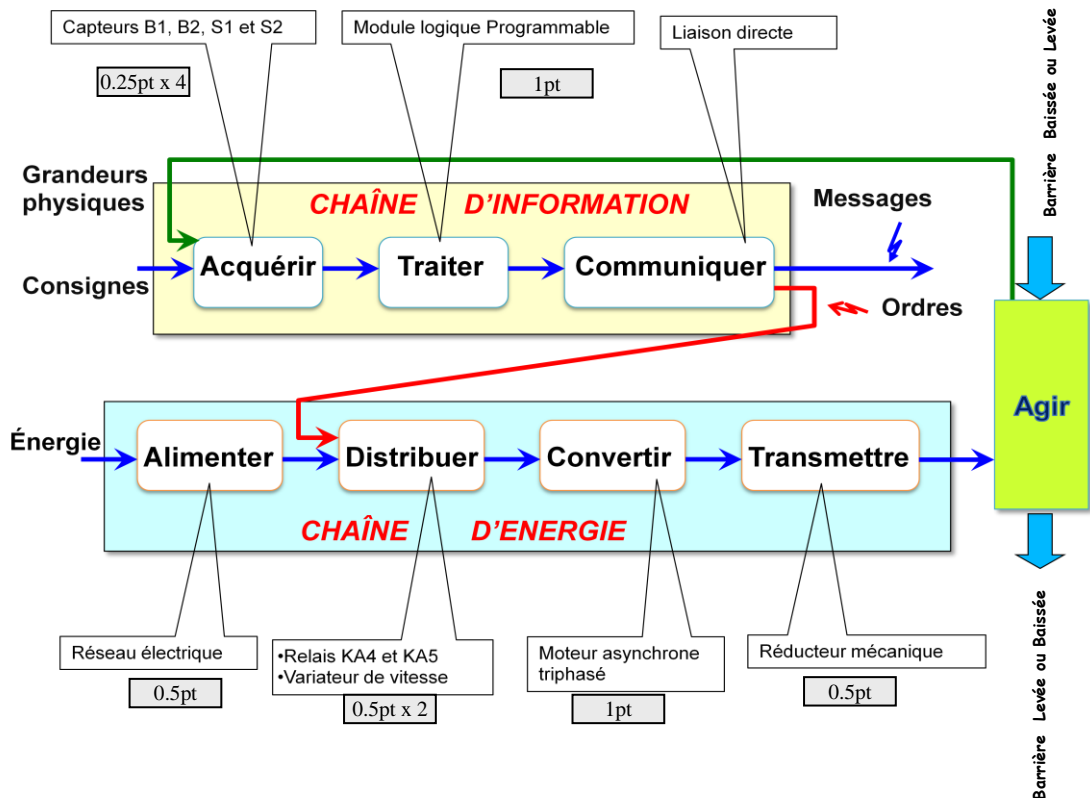 Capteurs B1, B2, S1 et S2
Module logique Programmable
Liaison directe
0.25pt x 4
1pt
Barrière Baissée ou Levée
Grandeurs
physiques
CHAÎNE D'INFORMATION
Messages
Acquérir
Traiter
Communiquer
Consignes
Ordres
Agir
Énergie
Alimenter
Distribuer
Convertir
Transmettre
CHAÎNE D'ENERGIE
Réseau électrique
•Relais KA4 et KA5
•Variateur de vitesse
Moteur asynchrone
triphasé
Réducteur mécanique
0.5pt
0.5pt x 2
1pt
0.5pt
Barrière Levée ou Baissée